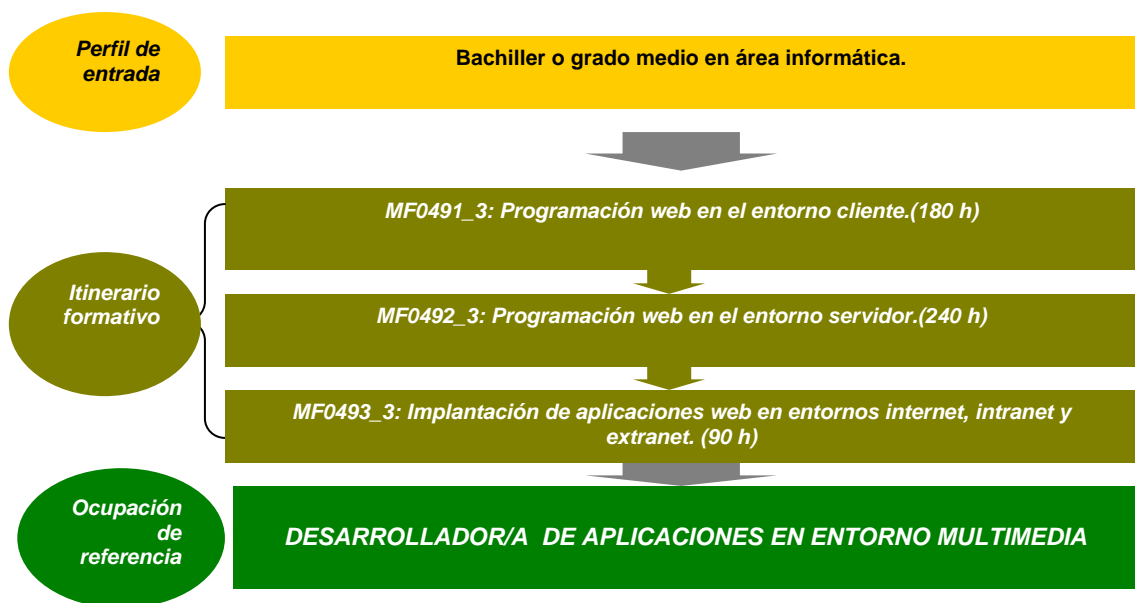 Perfil de
entrada
Bachiller o grado medio en área informática.
MF0491_3: Programación web en el entorno cliente.(180 h)
Itinerario
formativo
MF0492_3: Programación web en el entorno servidor.(240 h)
MF0493_3: Implantación de aplicaciones web en entornos internet, intranet y
extranet. (90 h)
Ocupación
de
referencia
DESARROLLADOR/A DE APLICACIONES EN ENTORNO MULTIMEDIA